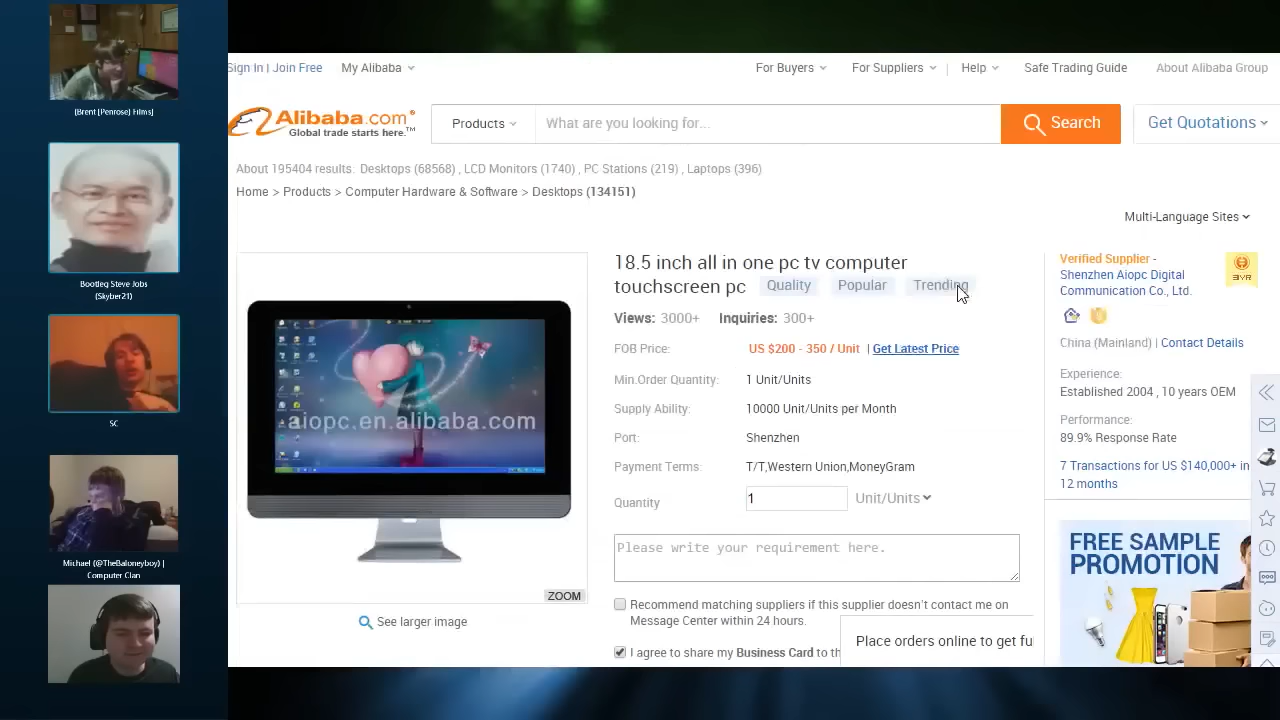 (Brent [Penrose] Films]
Bootleg Steve Jobs
(Skyber21)
SC
Michael (@TheBaloneyboy) |
Computer Clan
Sign In | Join Free
My Alibaba
For Buyers
For Suppliers
Help
Safe Trading Guide
About Alibaba Group
Alibaba.com®
Global trade starts here.™
Products
What are you looking for...
Search
Get Quotations
About 195404 results: Desktops (68568) , LCD Monitors (1740) , PC Stations (219) , Laptops (396)
Home > Products > Computer Hardware & Software > Desktops (134151)
Multi-Language Sites
aiopc.en.alibaba.com
ZOOM
See larger image
18.5 inch all in one pc tv computer
touchscreen pc Quality Popular Trending
Views: 3000+ Inquiries: 300+
FOB Price: US $200 - 350 / Unit | Get Latest Price
Min.Order Quantity: 1 Unit/Units
Supply Ability: 10000 Unit/Units per Month
Port: Shenzhen
Payment Terms: T/T,Western Union,MoneyGram
Quantity 1 Unit/Units
Please write your requirement here.
Recommend matching suppliers if this supplier doesn't contact me on
Message Center within 24 hours.
I agree to share my Business Card to th
Place orders online to get fu
Verified Supplier -
Shenzhen Aiopc Digital
Communication Co., Ltd.
3YR
China (Mainland) | Contact Details
Experience:
Established 2004 , 10 years OEM
Performance:
89.9% Response Rate
7 Transactions for US $140,000+ in
12 months
FREE SAMPLE
PROMOTION